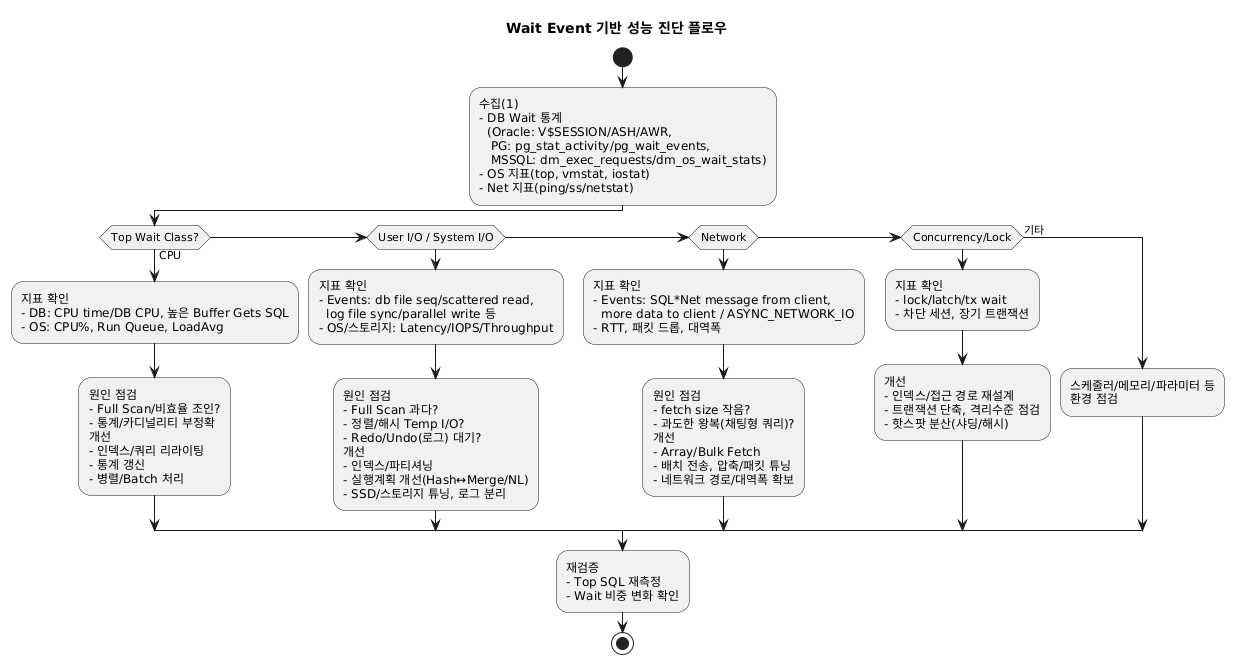 Wait Event 기반 성능 진단 플로우
수집(1)
- DB Wait 통계
(Oracle: V$SESSION/ASH/AWR,
PG: pg_stat_activity/pg_wait_events,
MSSQL: dm_exec_requests/dm_os_wait_stats)
- OS 지표(top, vmstat, iostat)
- Net 지표(ping/ss/netstat)
Top Wait Class?
CPU
지표 확인
- DB: CPU time/DB CPU, 높은 Buffer Gets SQL
- OS: CPU%, Run Queue, LoadAvg
원인 점검
- Full Scan/비효율 조인?
- 통계/카디널리티 부정확
개선
- 인덱스/쿼리 리라이팅
- 통계 갱신
- 병렬/Batch 처리
User I/O / System I/O
지표 확인
- Events: db file seq/scattered read,
log file sync/parallel write 등
- OS/스토리지: Latency/IOPS/Throughput
원인 점검
- Full Scan 과다?
- 정렬/해시 Temp I/O?
- Redo/Undo(로그) 대기?
개선
- 인덱스/파티셔닝
- 실행계획 개선(Hash↔Merge/NL)
- SSD/스토리지 튜닝, 로그 분리
Network
지표 확인
- Events: SQL*Net message from client,
more data to client / ASYNC_NETWORK_IO
- RTT, 패킷 드롭, 대역폭
원인 점검
- fetch size 작음?
- 과도한 왕복(채팅형 쿼리)?
개선
- Array/Bulk Fetch
- 배치 전송, 압축/패킷 튜닝
- 네트워크 경로/대역폭 확보
Concurrency/Lock
지표 확인
- lock/latch/tx wait
- 차단 세션, 장기 트랜잭션
개선
- 인덱스/접근 경로 재설계
- 트랜잭션 단축, 격리수준 점검
- 핫스팟 분산(샤딩/해시)
기타
스케줄러/메모리/파라미터 등
환경 점검
재검증
- Top SQL 재측정
- Wait 비중 변화 확인